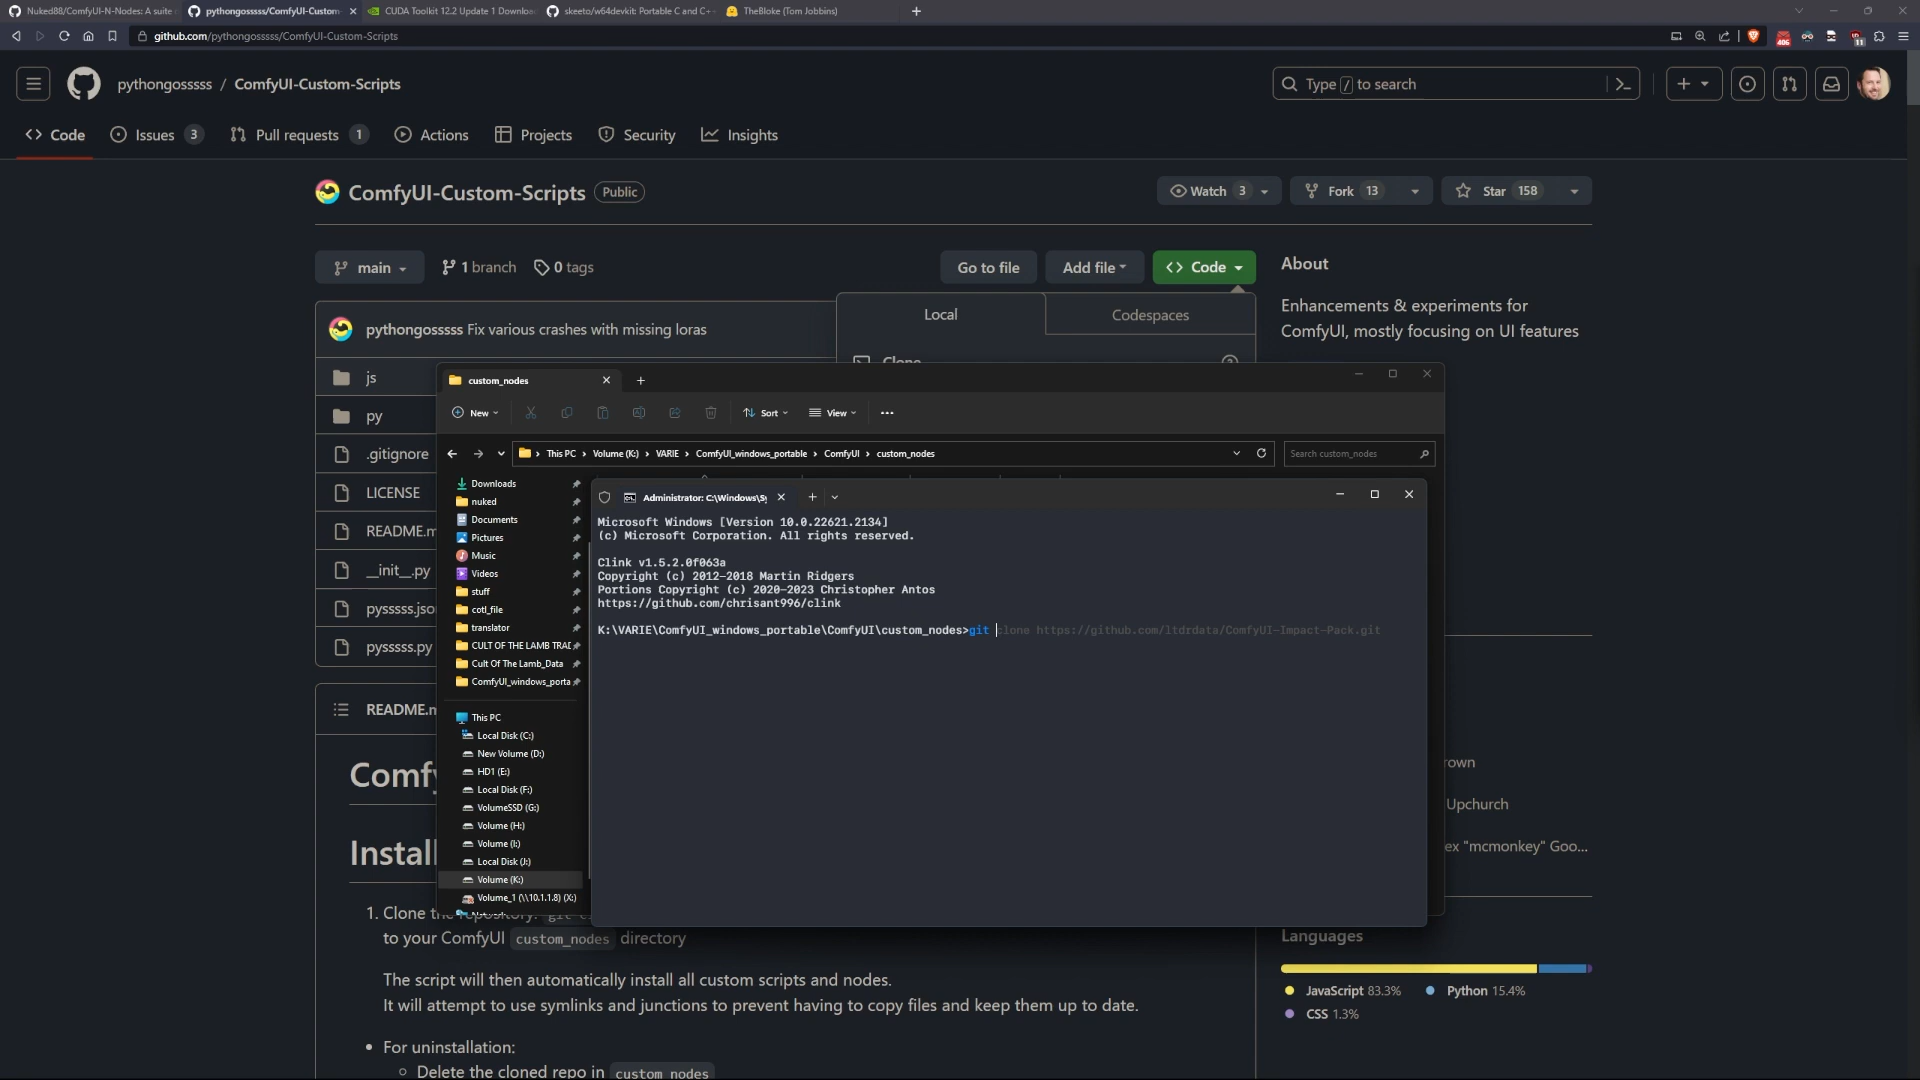 Nuked88/ComfyUI-N-Nodes: A suite
pythongosssss/ComfyUI-Custom-
CUDA Toolkit 12.2 Update 1 Downloa
skeeto/w64devkit: Portable C and C+
TheBloke (Tom Jobbins)
github.com/pythongosssss/ComfyUI-Custom-Scripts
406
11
pythongosssss / ComfyUI-Custom-Scripts
Type / to search
Code
Issues 3
Pull requests 1
Actions
Projects
Security
Insights
ComfyUI-Custom-Scripts Public
Watch 3
Fork 13
Star 158
main
1 branch
0 tags
Go to file
Add file
Code
About
Enhancements & experiments for
ComfyUI, mostly focusing on UI features
Local
Codespaces
Clone
pythongosssss Fix various crashes with missing loras
js
py
.gitignore
LICENSE
README.m
__init__.py
pysssss.jso
pysssss.py
README.m
custom_nodes
New
Sort
View
This PC > Volume (K:) > VARIE > ComfyUI_windows_portable > ComfyUI > custom_nodes
Search custom_nodes
Downloads
nuked
Documents
Pictures
Music
Videos
stuff
cotl_file
translator
CULT OF THE LAMB TRAD
Cult Of The Lamb_Data
ComfyUI_windows_porta
This PC
Local Disk (C:)
New Volume (D:)
HD1 (E:)
Local Disk (F:)
VolumeSSD (G:)
Volume (H:)
Volume (I:)
Local Disk (J:)
Volume (K:)
Volume_1 (\\10.1.1.8) (X:)
Administrator: C:\Windows\Sy
Microsoft Windows [Version 10.0.22621.2134]
(c) Microsoft Corporation. All rights reserved.
Clink v1.5.2.0f063a
Copyright (c) 2012-2018 Martin Ridgers
Portions Copyright (c) 2020-2023 Christopher Antos
https://github.com/chrisant996/clink
K:\VARIE\ComfyUI_windows_portable\ComfyUI\custom_nodes>git clone https://github.com/ltdrdata/ComfyUI-Impact-Pack.git
Comfy
Install
1. Clone the repository:
to your ComfyUI custom_nodes directory
The script will then automatically install all custom scripts and nodes.
It will attempt to use symlinks and junctions to prevent having to copy files and keep them up to date.
• For uninstallation:
Delete the cloned repo in custom_nodes
rown
Upchurch
ex "mcmonkey" Goo...
Languages
JavaScript 83.3%
Python 15.4%
CSS 1.3%